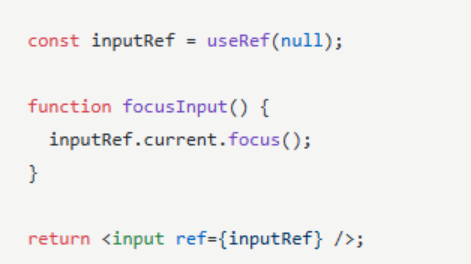 const inputRef = useRef(null);
function focusInput() {
  inputRef.current.focus();
}
return <input ref={inputRef} />;